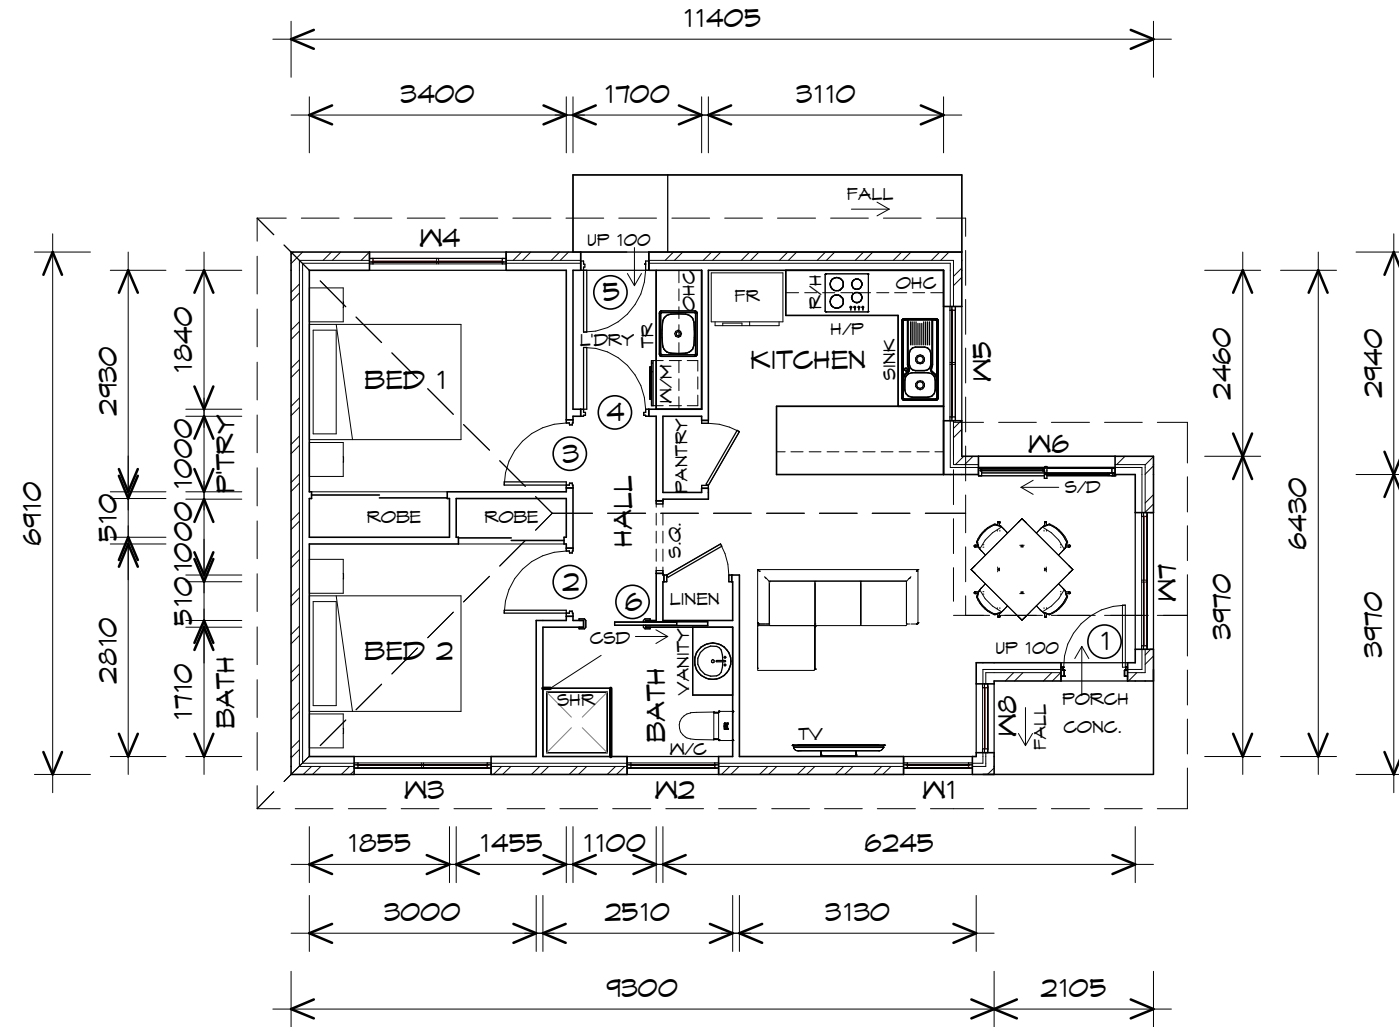 11405
3400
1700
3110
FALL
W4
UP 100
5
OHC
FR
R/H
OHC
L'DRY
TR
H/P
KITCHEN
SINK
W5
BED 1
W/M
4
3
PANTRY
W6
S/D
ROBE
ROBE
HALL
S.Q.
2
6
LINEN
W7
1
UP 100
CSD
VANITY
BED 2
SHR
BATH
W/C
TV
W8
FALL
PORCH
CONC.
W3
W2
W1
6910
2930
510
2810
1840
1000
P'TRY
1000
510
1710
BATH
2460
3970
6430
2940
3970
1855
1455
1100
6245
3000
2510
3130
9300
2105